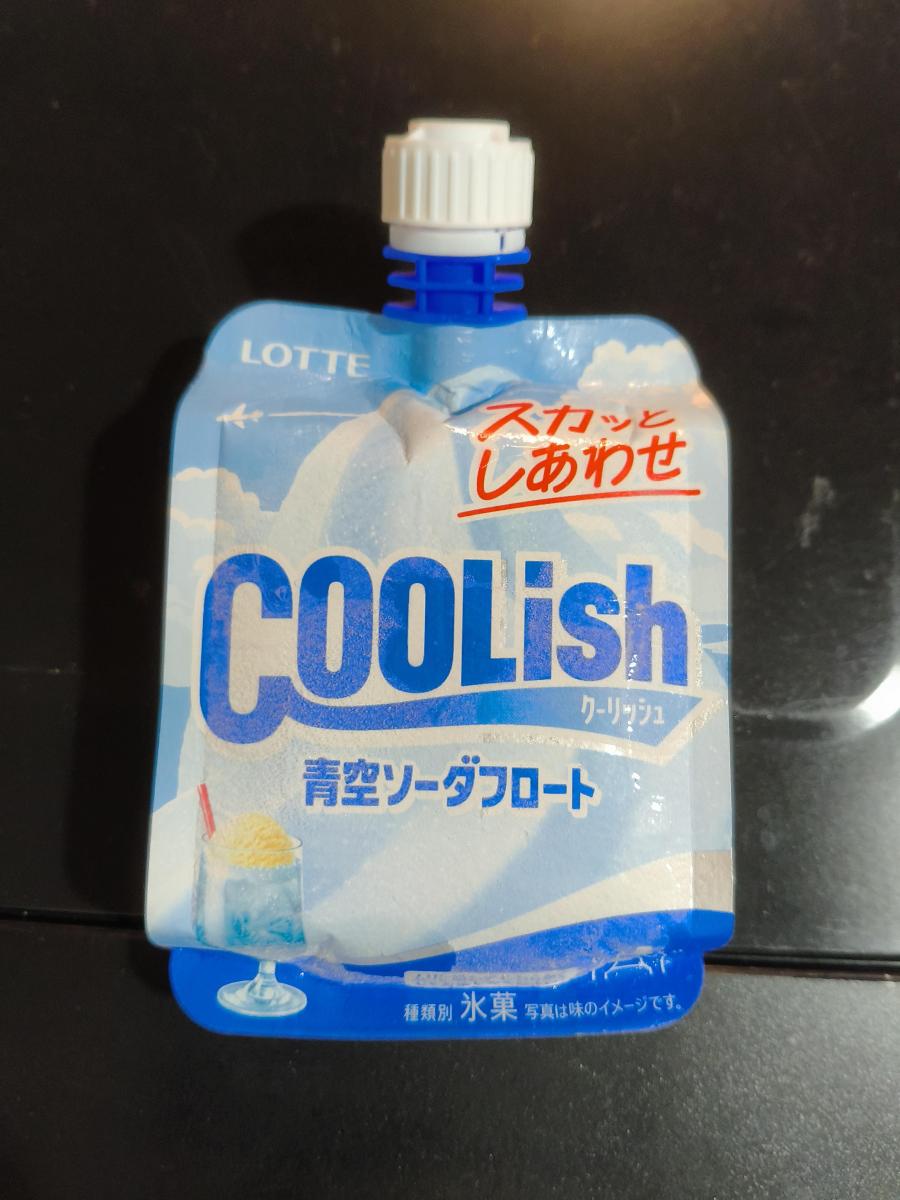 LOTTE
スカッと
しあわせ
COOLish
クーリッシュ
青空ソーダフロート
種類別 氷菓 写真は味のイメージです。